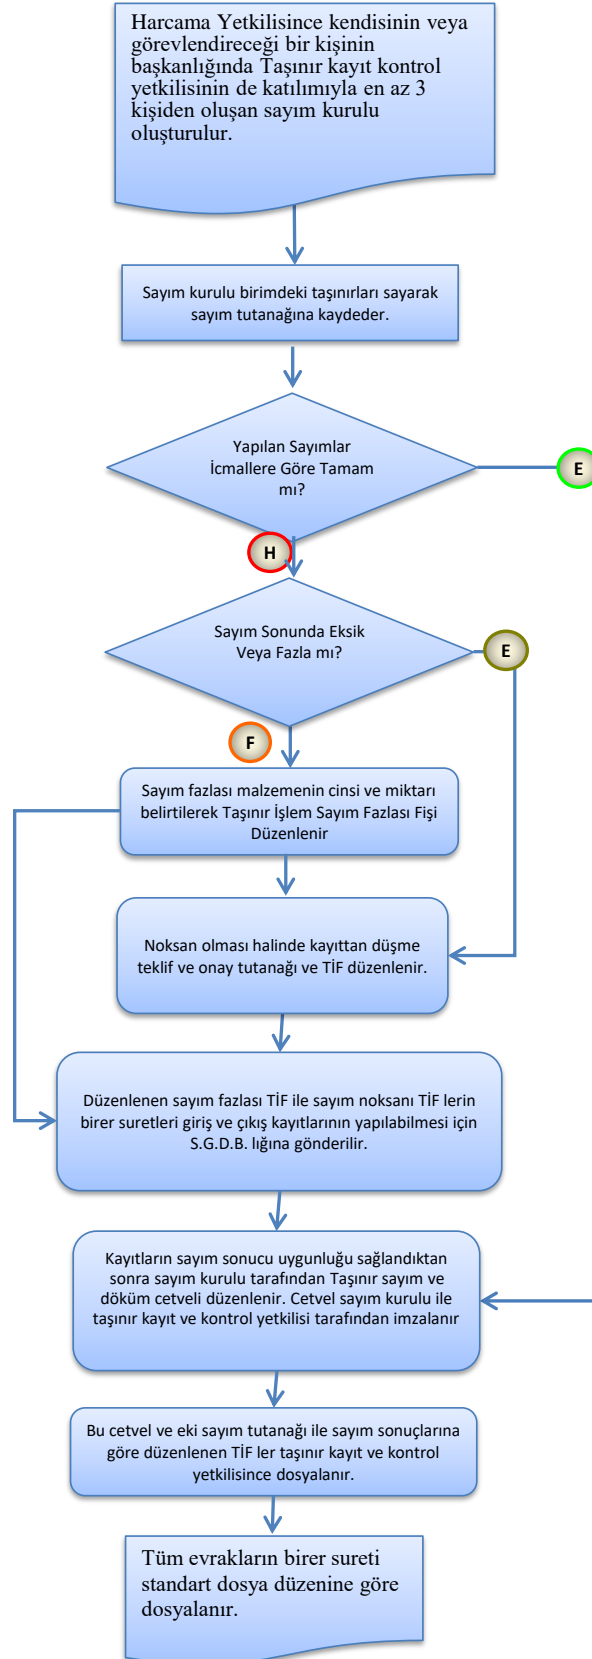 Harcama Yetkilisince kendisinin veya
görevlendireceği bir kişinin
başkanlığında Taşınır kayıt kontrol
yetkilisinin de katılımıyla en az 3
kişiden oluşan sayım kurulu
oluşturulur.
Sayım kurulu birimdeki taşınırları sayarak
sayım tutanağına kaydeder.
Yapılan Sayımlar
İcmallere Göre Tamam
mı?
E
H
Sayım Sonunda Eksik
Veya Fazla mı?
E
F
Sayım fazlası malzemenin cinsi ve miktarı
belirtilerek Taşınır İşlem Sayım Fazlası Fişi
Düzenlenir
Noksan olması halinde kayıttan düşme
teklif ve onay tutanağı ve TİF düzenlenir.
Düzenlenen sayım fazlası TİF ile sayım noksanı TİF lerin
birer suretleri giriş ve çıkış kayıtlarının yapılabilmesi için
S.G.D.B. lığına gönderilir.
Kayıtların sayım sonucu uygunluğu sağlandıktan
sonra sayım kurulu tarafından Taşınır sayım ve
döküm cetveli düzenlenir. Cetvel sayım kurulu ile
taşınır kayıt ve kontrol yetkilisi tarafından imzalanır
Bu cetvel ve eki sayım tutanağı ile sayım sonuçlarına
göre düzenlenen TİF ler taşınır kayıt ve kontrol
yetkilisince dosyalanır.
Tüm evrakların birer sureti
standart dosya düzenine göre
dosyalanır.